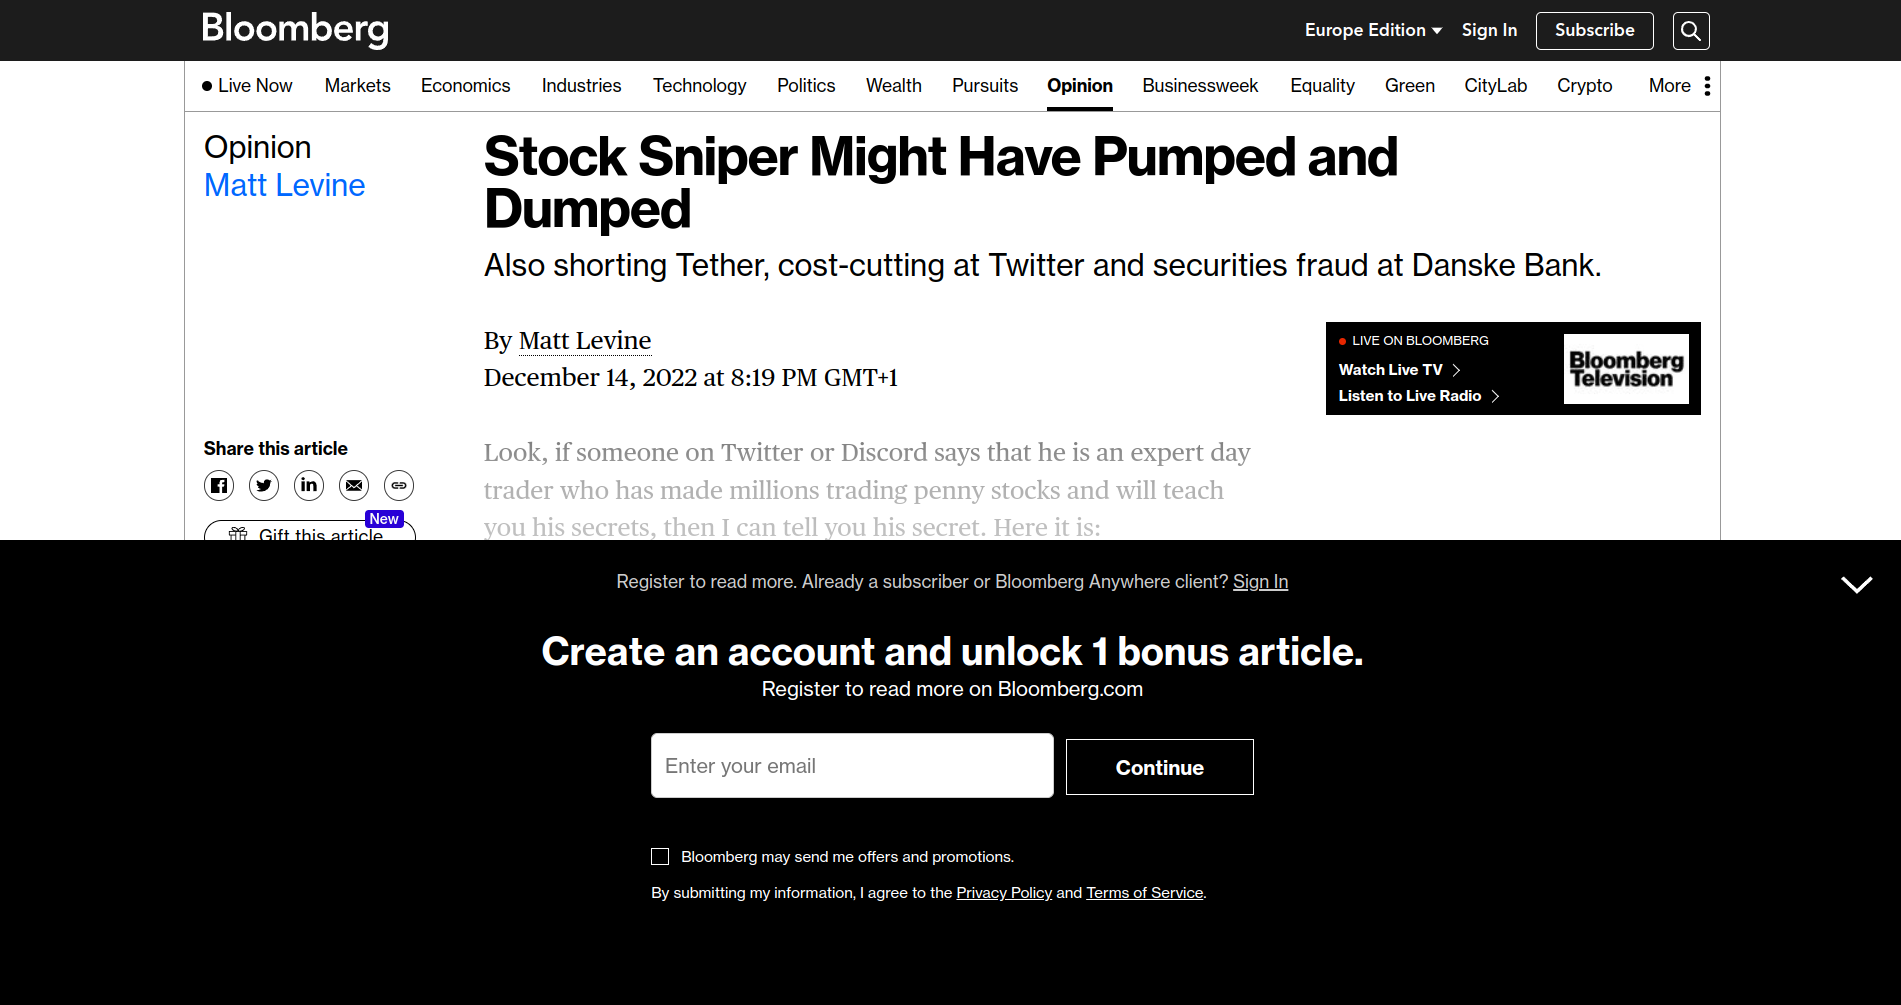 Bloomberg
Europe Edition
Sign In
Subscribe
Live Now
Markets
Economics
Industries
Technology
Politics
Wealth
Pursuits
Opinion
Businessweek
Equality
Green
CityLab
Crypto
More
Opinion
Matt Levine
Stock Sniper Might Have Pumped and
Dumped
Also shorting Tether, cost-cutting at Twitter and securities fraud at Danske Bank.
By Matt Levine
December 14, 2022 at 8:19 PM GMT+1
LIVE ON BLOOMBERG
Watch Live TV
Listen to Live Radio
Bloomberg
Television
Share this article
New
Gift this article
Look, if someone on Twitter or Discord says that he is an expert day
trader who has made millions trading penny stocks and will teach
you his secrets, then I can tell you his secret. Here it is:
Register to read more. Already a subscriber or Bloomberg Anywhere client? Sign In
Create an account and unlock 1 bonus article.
Register to read more on Bloomberg.com
Enter your email
Continue
Bloomberg may send me offers and promotions.
By submitting my information, I agree to the Privacy Policy and Terms of Service.